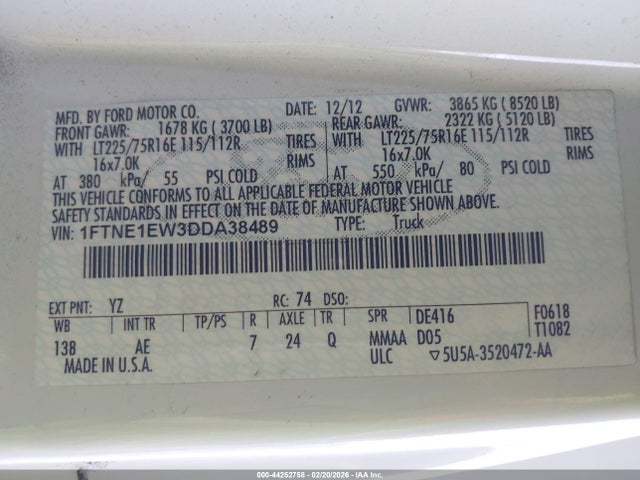 MFD. BY FORD MOTOR CO. DATE: 12/12 GVWR: 3865 KG ( 8520 LB)
FRONT GAWR: 1678 KG ( 3700 LB) REAR GAWR: 2322 KG ( 5120 LB)
WITH LT225/75R16E 115/112R TIRES WITH LT225/75R16E 115/112R TIRES
16x7.0K RIMS 16x7.0K RIMS
AT 380 kPa/ 55 PSI COLD AT 550 kPa/ 80 PSI COLD
THIS VEHICLE CONFORMS TO ALL APPLICABLE FEDERAL MOTOR VEHICLE
SAFETY STANDARDS IN EFFECT ON THE DATE OF MANUFACTURE SHOWN ABOVE.
VIN: 1FTNE1EW3DDA38489 TYPE: Truck
EXT PNT: YZ RC: 74 DSO: F0618
WB INT TR TP/PS R AXLE TR SPR DE416 T1082
138 AE 7 24 Q MMAA D05
MADE IN U.S.A. ULC ▽5U5A-3520472-AA
000-44252758 - 02/20/2026 - IAA Inc.